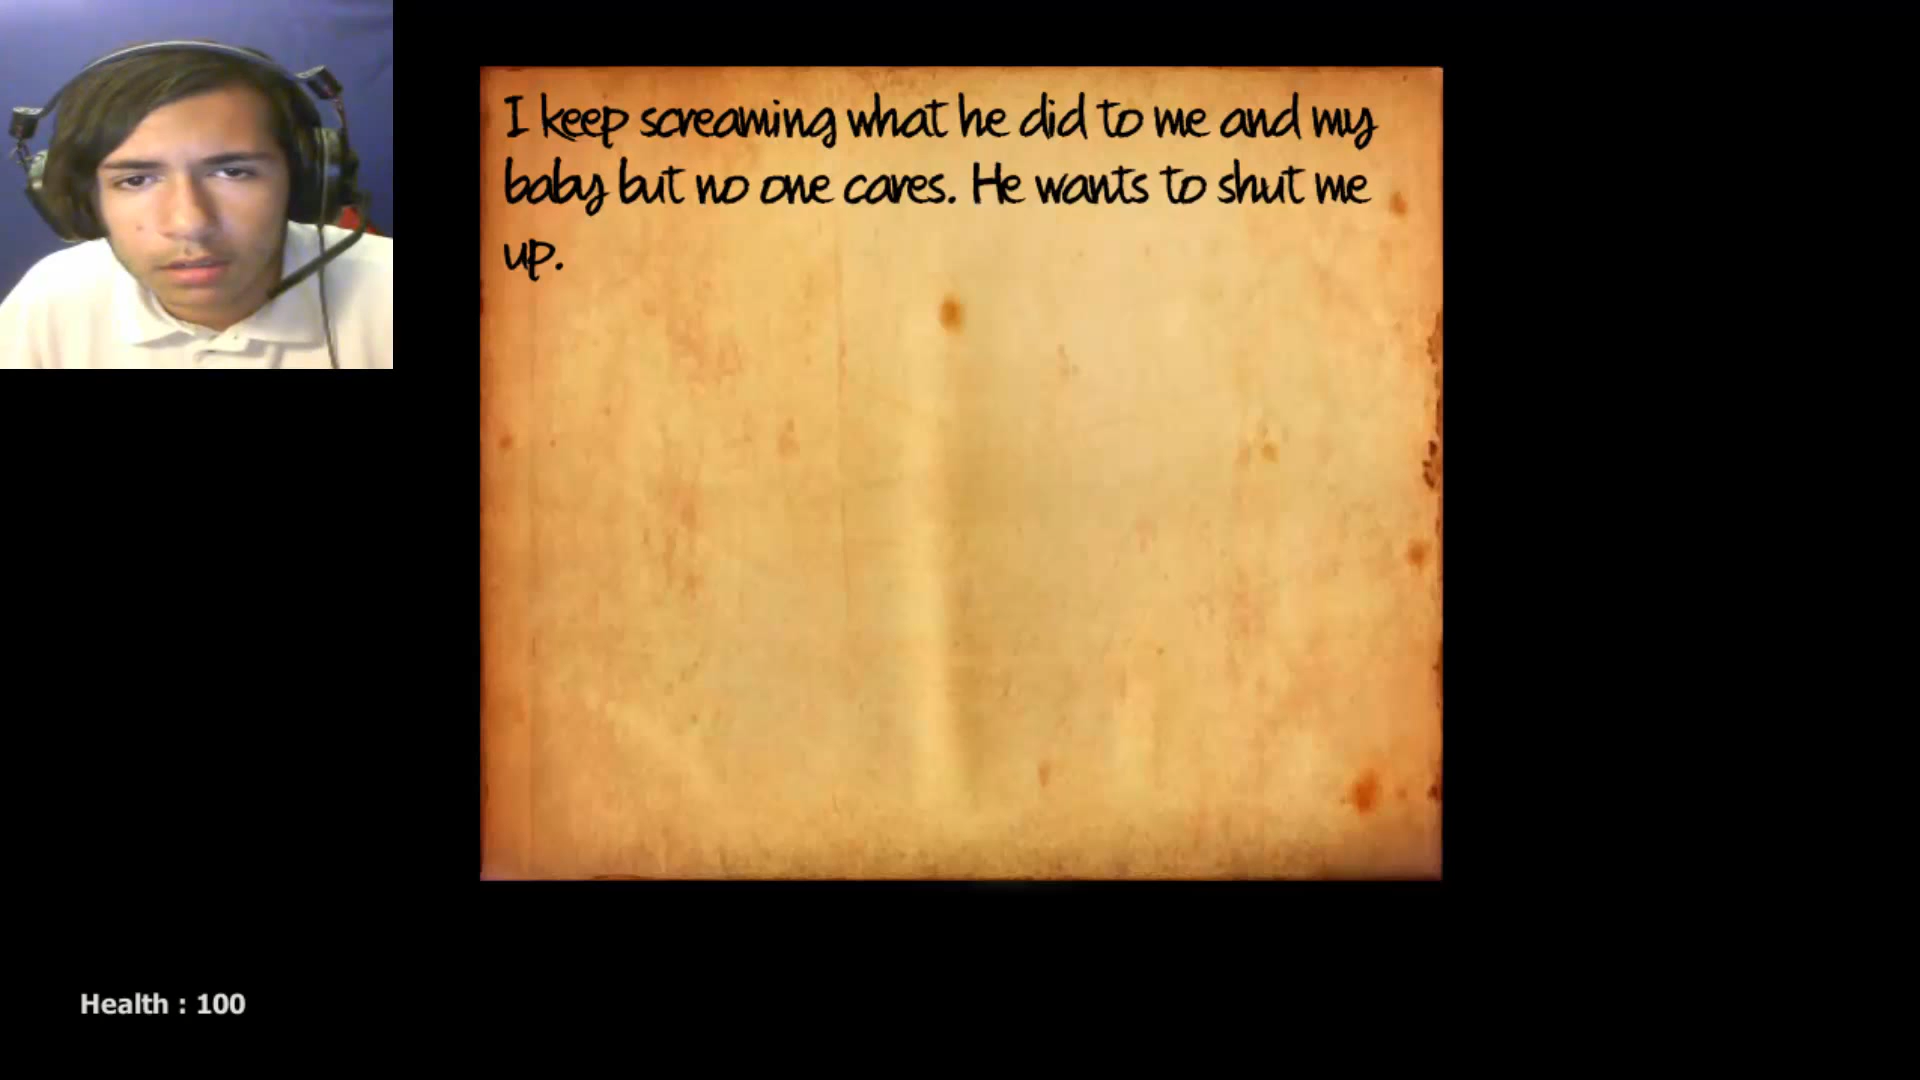 I keep screaming what he did to me and my
baby but no one cares. He wants to shut me
up.
Health : 100